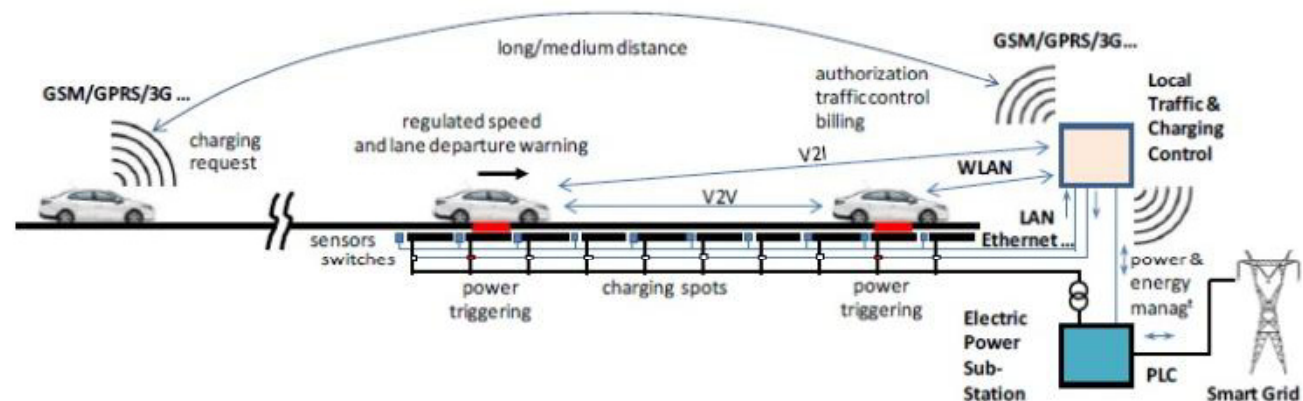 long/medium distance
GSM/GPRS/3G ...
charging
request
regulated speed
and lane departure warning
GSM/GPRS/3G...
authorization
traffic control
billing
Local
Traffic &
Charging
Control
V2I
WLAN
V2V
LAN
Ethernet ...
sensors
switches
power
triggering
charging spots
power
triggering
power &
energy
managt
Electric
Power
Sub-
Station
PLC
Smart Grid